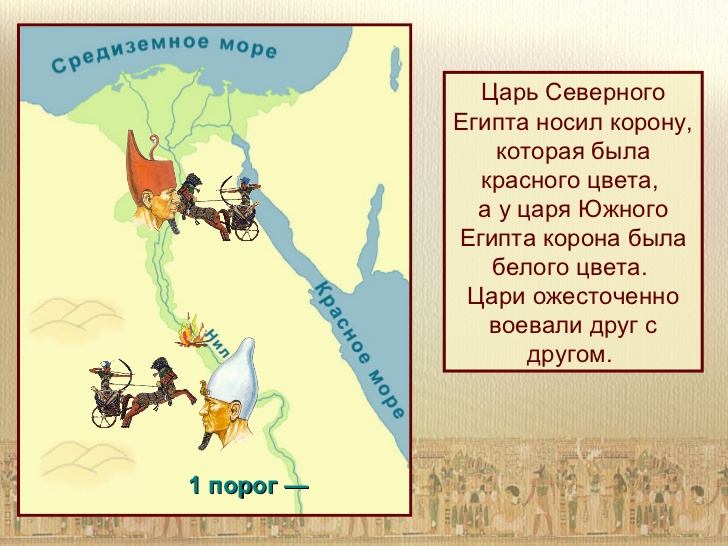 Средиземное море
Красное море
Нил
1 порог —
Царь Северного
Египта носил корону,
которая была
красного цвета,
а у царя Южного
Египта корона была
белого цвета.
Цари ожесточенно
воевали друг с
другом.